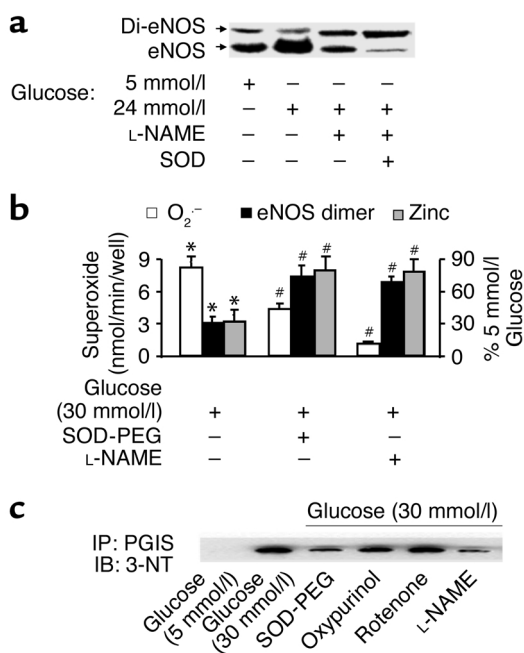 a
Di-eNOS
eNOS
Glucose:
5 mmol/l + – – –
24 mmol/l – + + +
L-NAME – – + +
SOD – – – +
b
O2·– eNOS dimer Zinc
Superoxide
(nmol/min/well)
9
6
3
0
* * *
# # #
# # #
90
60
30
0
% 5 mmol/l
Glucose
Glucose
(30 mmol/l) + + +
SOD-PEG – + –
L-NAME – – +
c
Glucose (30 mmol/l)
IP: PGIS
IB: 3-NT
Glucose
(5 mmol/l)
Glucose
(30 mmol/l)
SOD-PEG
Oxypurinol
Rotenone
L-NAME